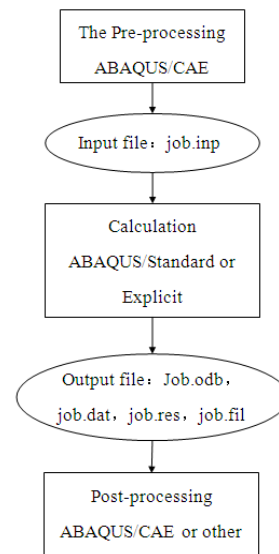 The Pre-processing
ABAQUS/CAE
Input file：job.inp
Calculation
ABAQUS/Standard or
Explicit
Output file：Job.odb，
job.dat，job.res，job.fil
Post-processing
ABAQUS/CAE or other